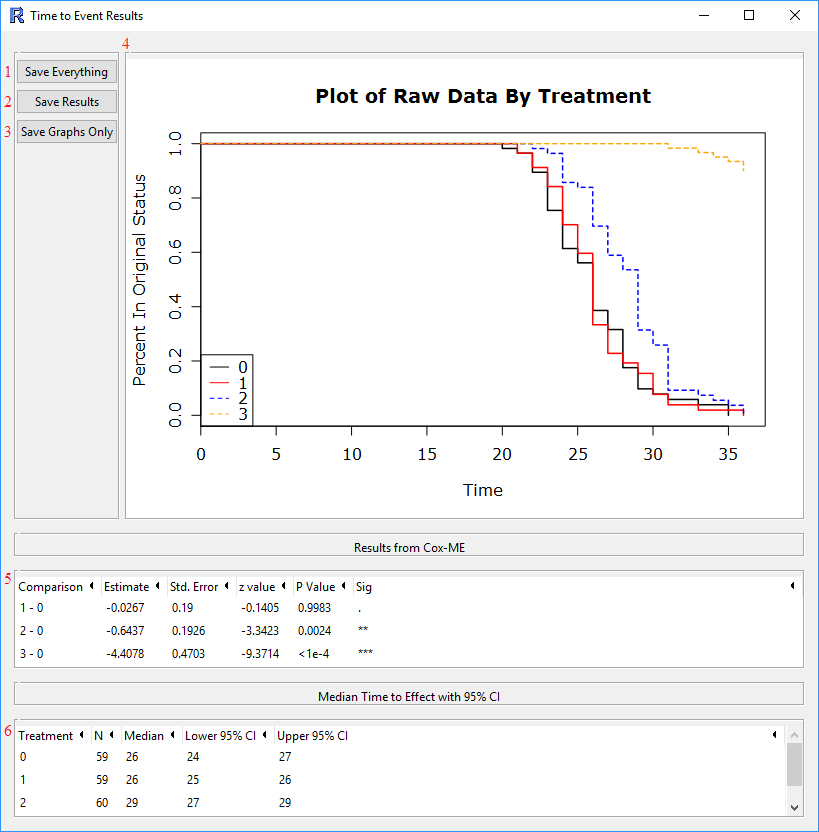 Time to Event Results
4
1 Save Everything
2 Save Results
3 Save Graphs Only
Plot of Raw Data By Treatment
Percent In Original Status
1.0
0.8
0.6
0.4
0.2
0.0
0
1
2
3
0 5 10 15 20 25 30 35
Time
Results from Cox-ME
5
Comparison Estimate Std. Error z value P Value Sig
1 - 0 -0.0267 0.19 -0.1405 0.9983 .
2 - 0 -0.6437 0.1926 -3.3423 0.0024 **
3 - 0 -4.4078 0.4703 -9.3714 <1e-4 ***
Median Time to Effect with 95% CI
6
Treatment N Median Lower 95% CI Upper 95% CI
0 59 26 24 27
1 59 26 25 26
2 60 29 27 29